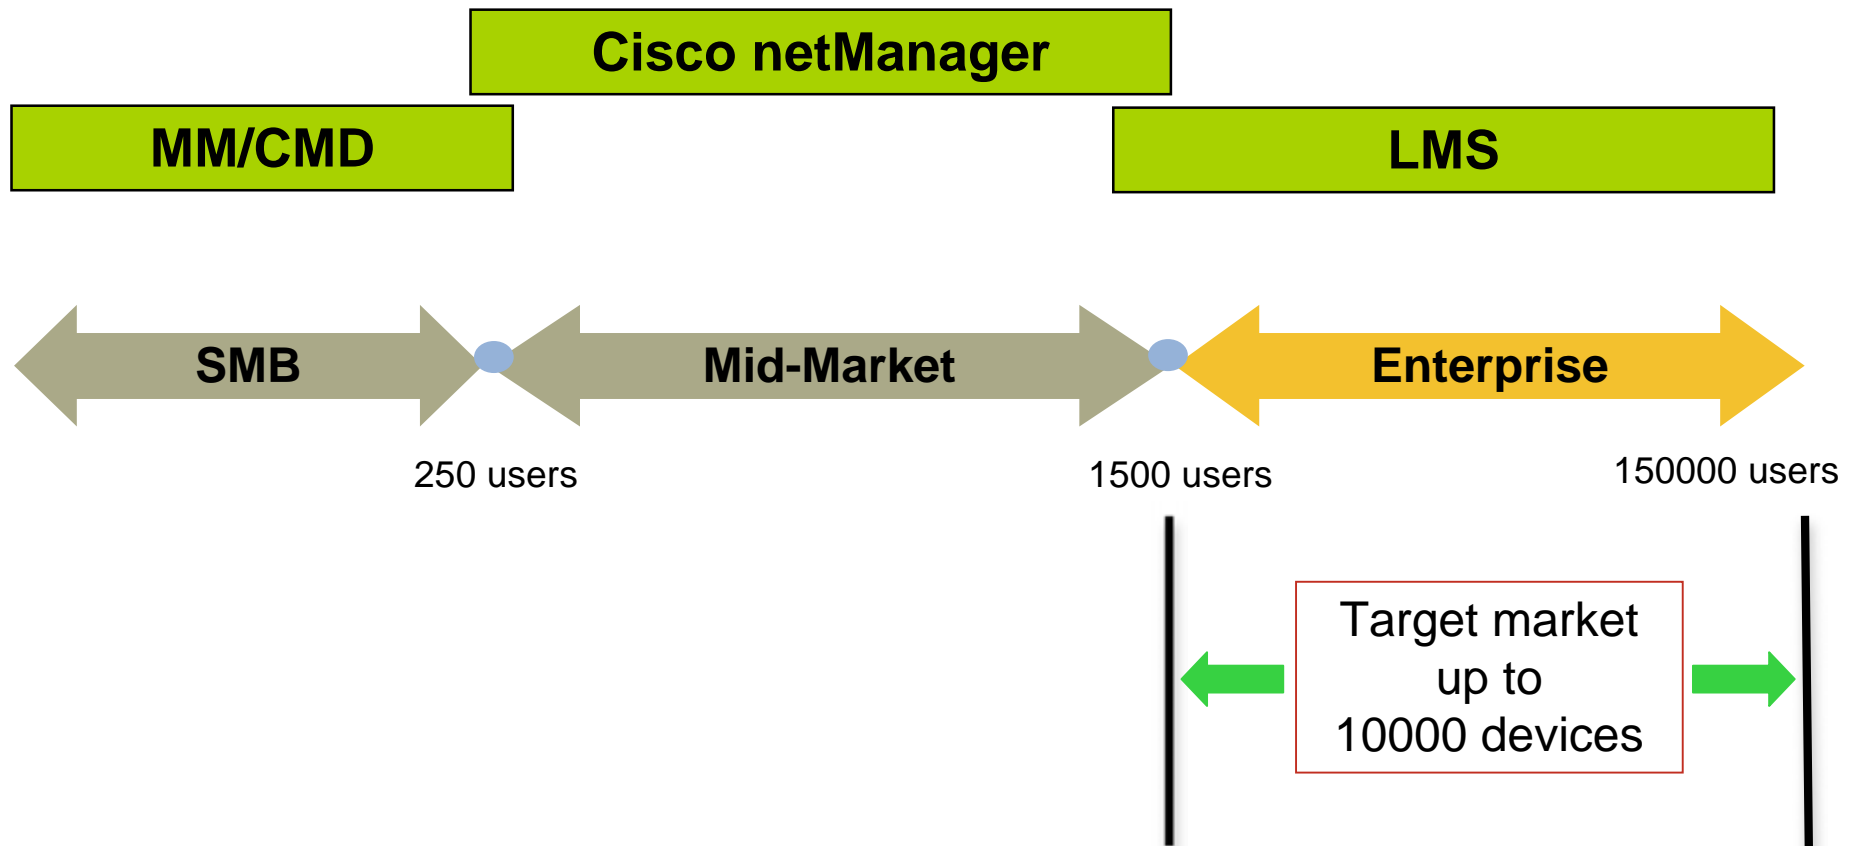 Cisco netManager
MM/CMD
LMS
SMB
Mid-Market
Enterprise
250 users
1500 users
150000 users
Target market
up to
10000 devices